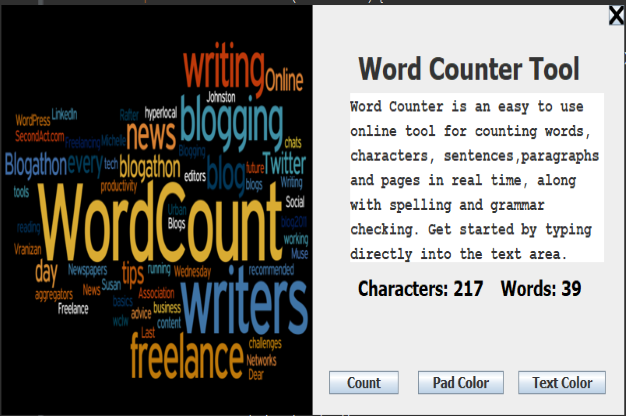 writing
Online
Johnston
WordPress
LinkedIn
Rafter
hyperlocal
blogging
SecondAct.com
Freelancing
Michelle
news
chats
Blogging
Blogathon
every
tech
blogathon
editors
blog
future
Twitter
tools
productivity
blogs
Writing
WordCount
Urban
Blogs
Social
blog2011
reading
working
Vranizan
Muse
day
Newspapers
tips
running
Wednesday
recommended
aggregators
News
Susan
Association
writers
Freelance
basics
advice
business
wcw
content
Last
freelance
challenges
Networks
Dear
Word Counter Tool
Word Counter is an easy to use
online tool for counting words,
characters, sentences,paragraphs
and pages in real time, along
with spelling and grammar
checking. Get started by typing
directly into the text area.
Characters: 217 Words: 39
Count Pad Color Text Color